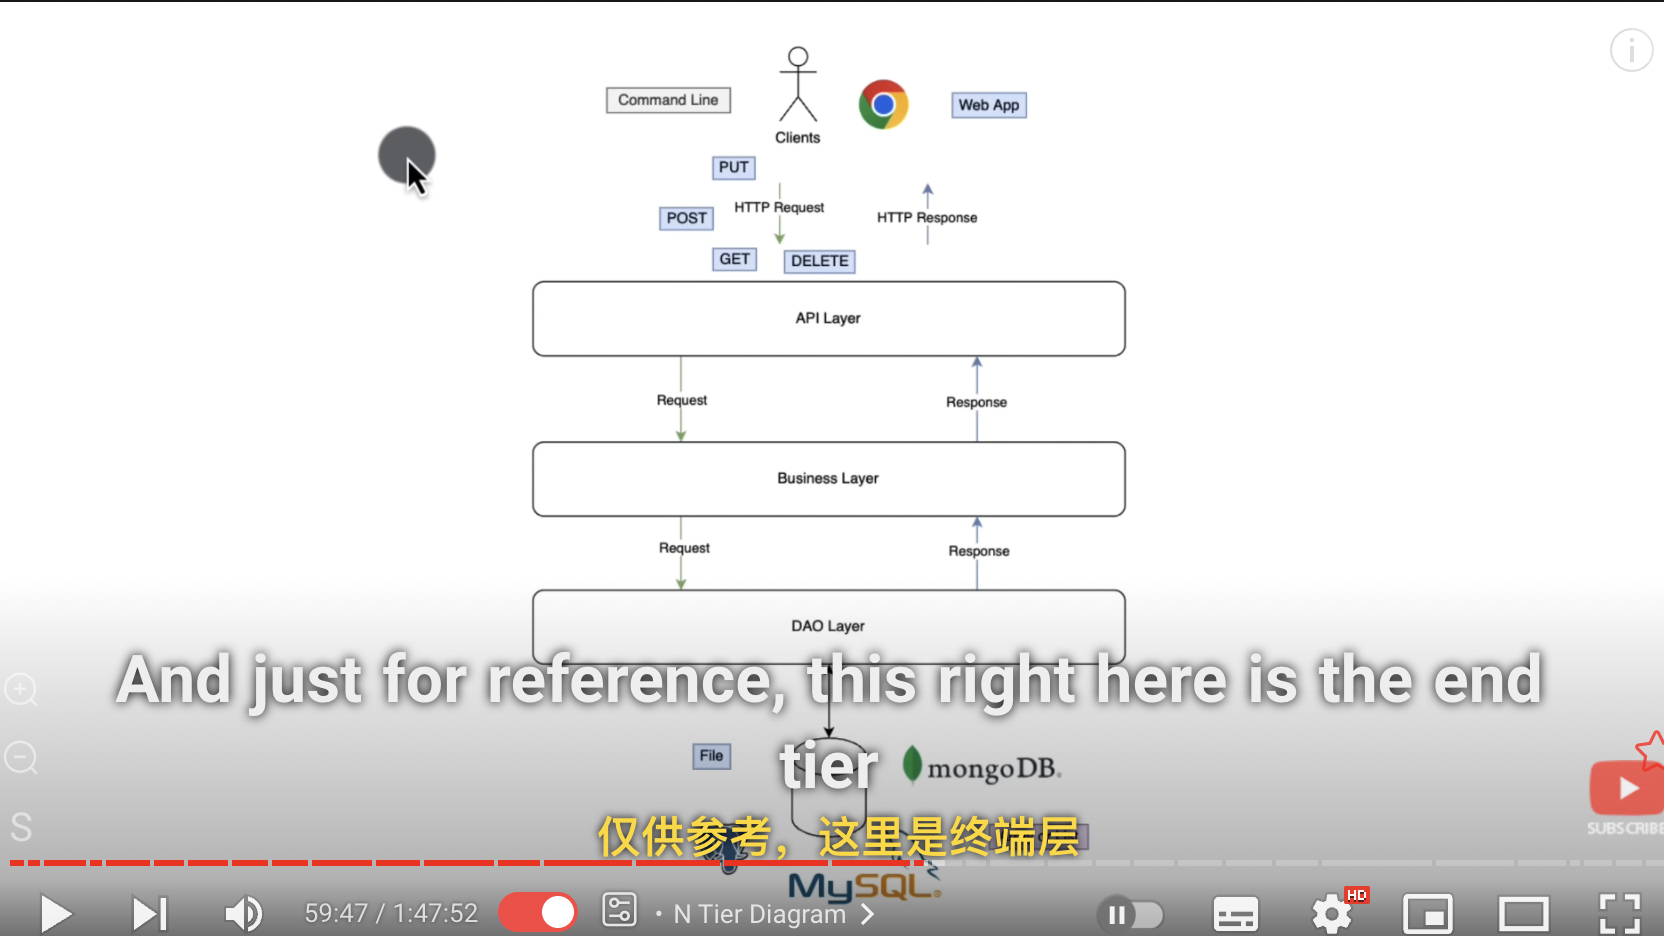 Command Line
Web App
Clients
PUT
HTTP Request
POST
HTTP Response
GET
DELETE
API Layer
Request
Response
Business Layer
Request
Response
DAO Layer
And just for reference, this right here is the end
tier
File
mongoDB.
仅供参考，这里是终端层
S
SUBSCRIBE
MySQL.
59:47 / 1:47:52
• N Tier Diagram
HD